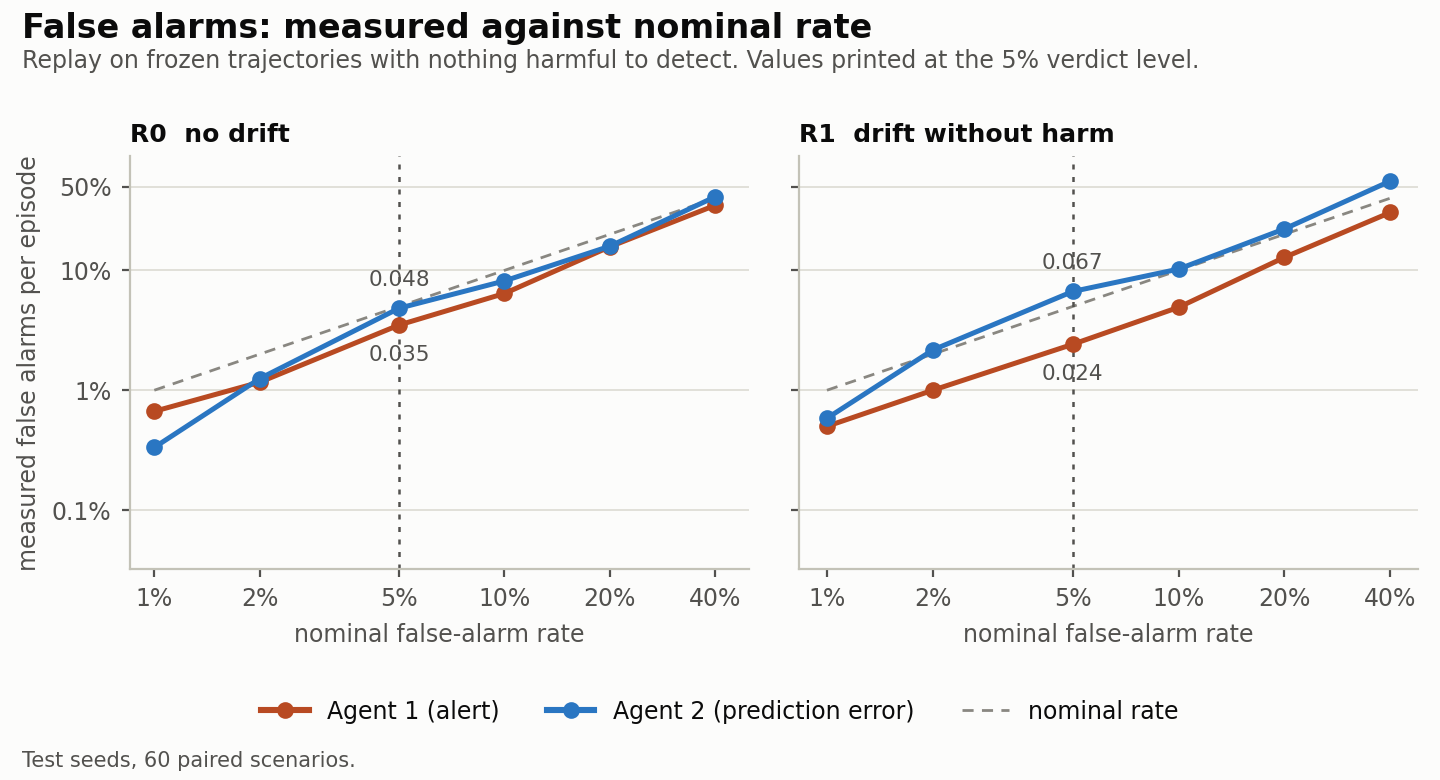 False alarms: measured against nominal rate
Replay on frozen trajectories with nothing harmful to detect. Values printed at the 5% verdict level.
R0 no drift
measured false alarms per episode
50%
10%
1%
0.1%
0.048
0.035
1% 2% 5% 10% 20% 40%
nominal false-alarm rate
R1 drift without harm
0.067
0.024
1% 2% 5% 10% 20% 40%
nominal false-alarm rate
Agent 1 (alert) Agent 2 (prediction error) nominal rate
Test seeds, 60 paired scenarios.